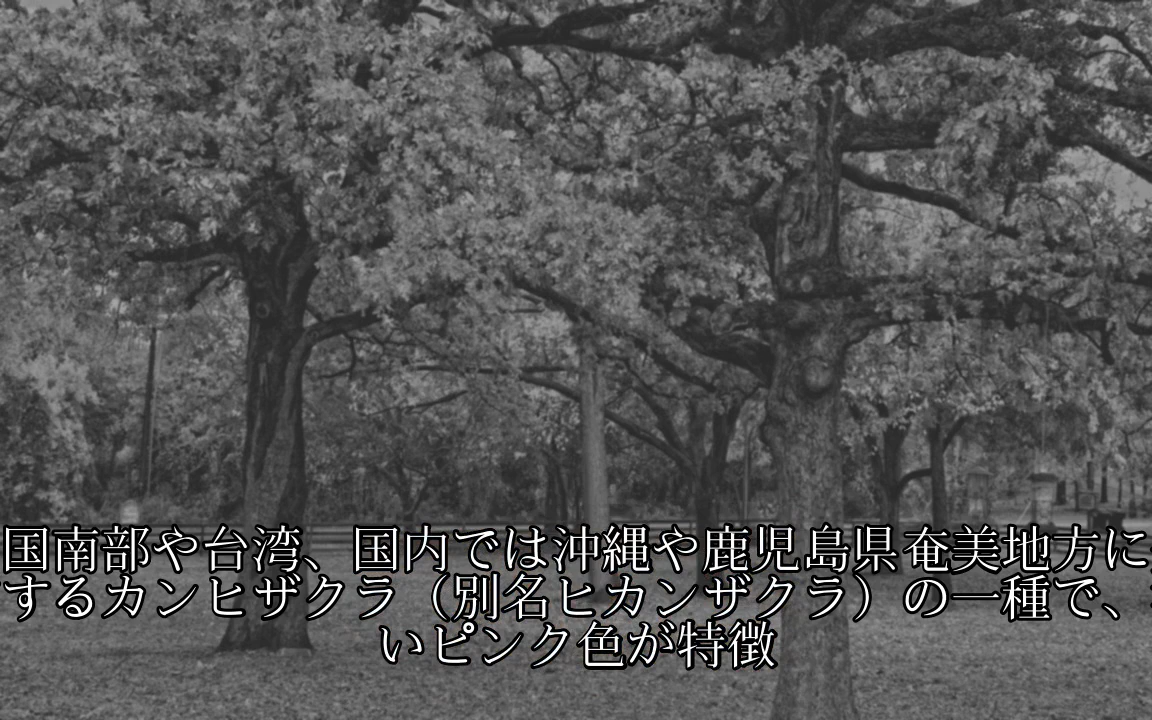 国南部や台湾、国内では沖縄や鹿児島県奄美地方に
するカンヒザクラ（別名ヒカンザクラ）の一種で、
いピンク色が特徴